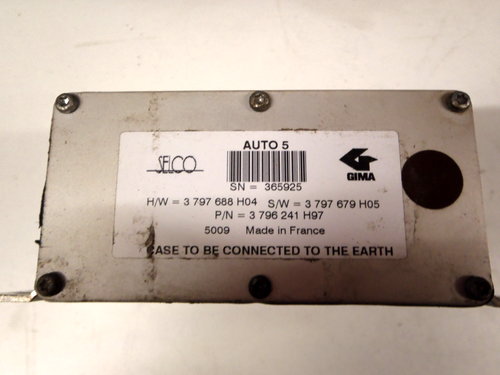 AUTO 5
SELCO
SN = 365925
GIMA
H/W = 3 797 688 H04 S/W = 3 797 679 H05
P/N = 3 796 241 H97
5009 Made in France
CASE TO BE CONNECTED TO THE EARTH